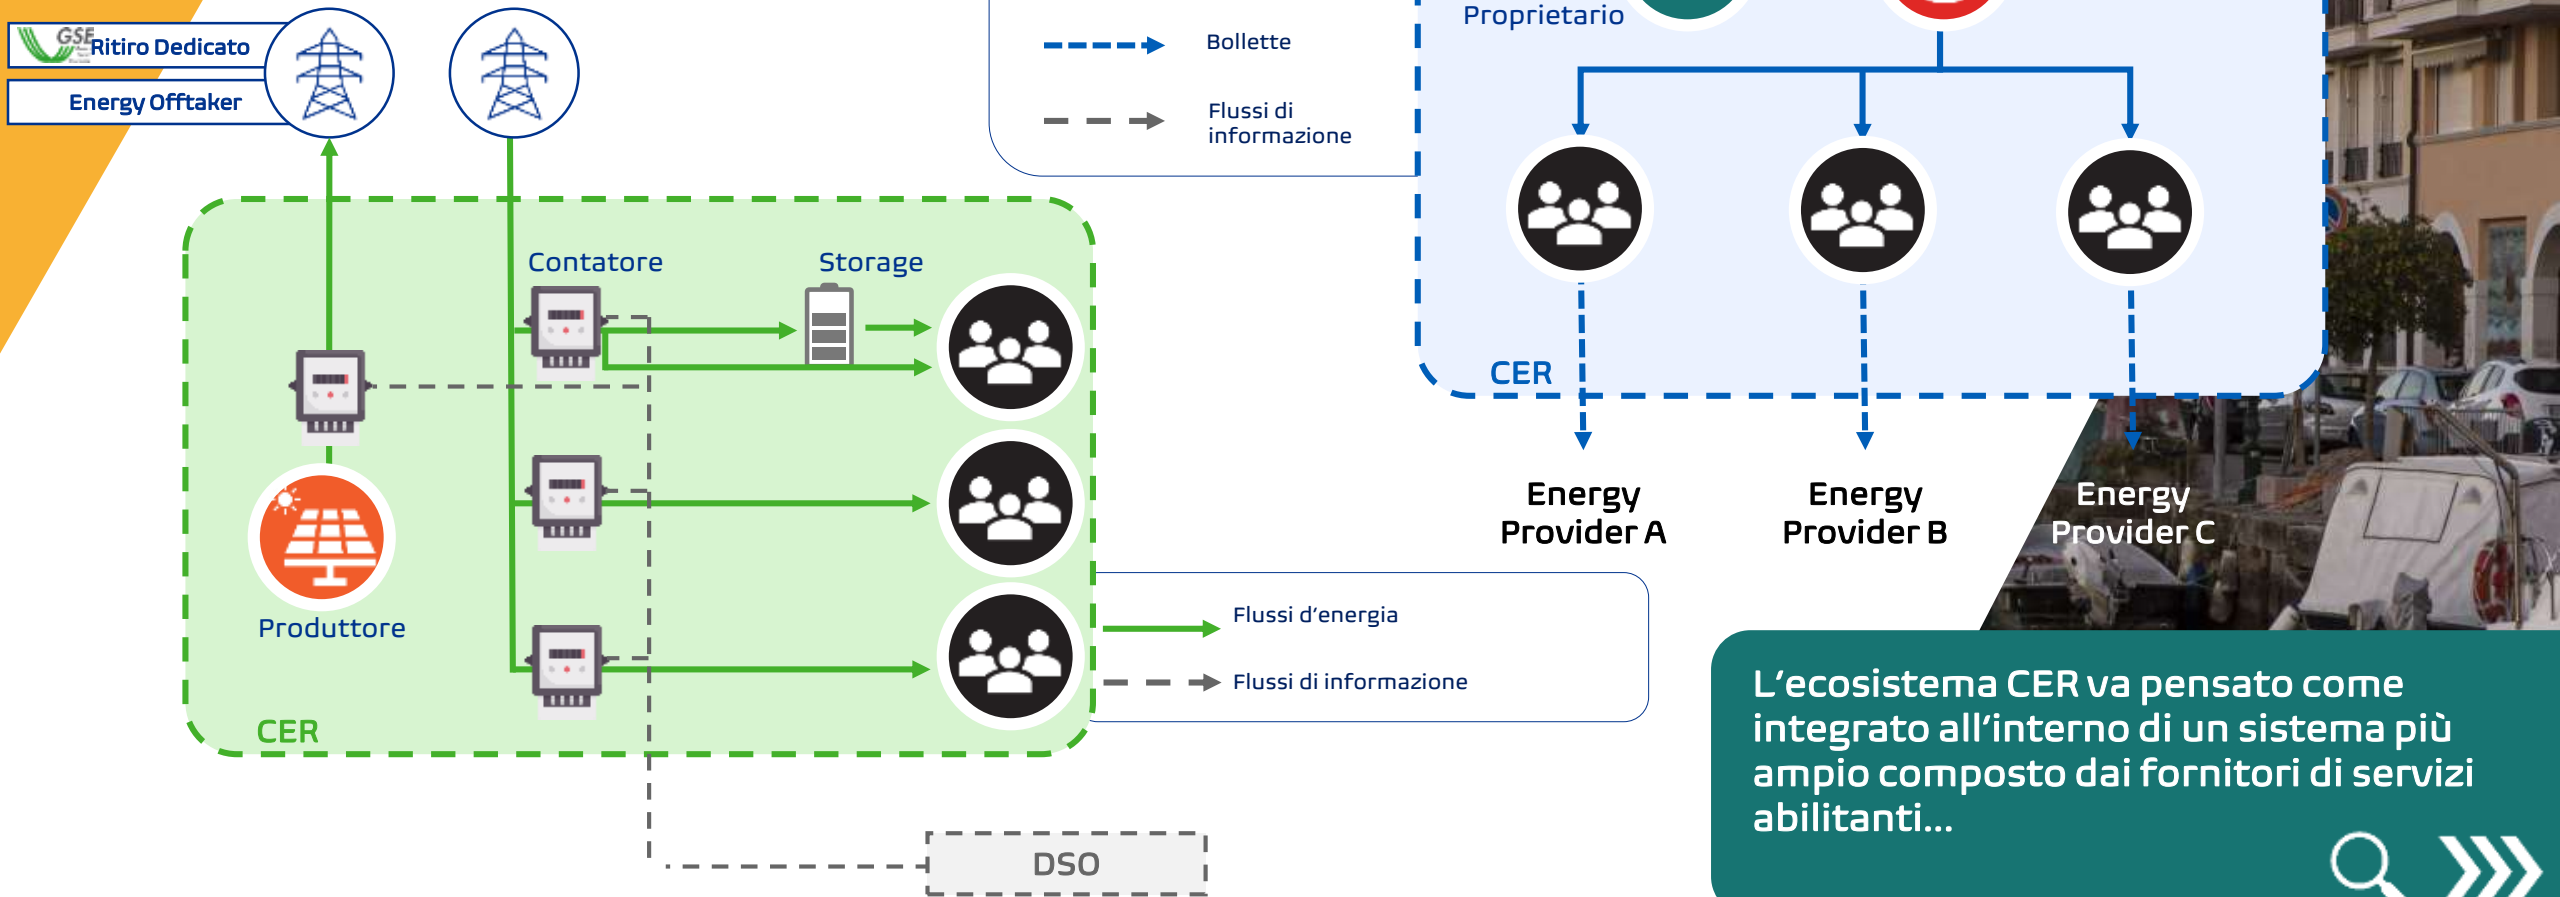 GSE
Ritiro Dedicato
Energy Offtaker
Proprietario
Bollette
Flussi di
informazione
Contatore
Storage
Produttore
CER
DSO
CER
Energy
Provider A
Energy
Provider B
Energy
Provider C
Flussi d'energia
Flussi di informazione
L'ecosistema CER va pensato come
integrato all'interno di un sistema più
ampio composto dai fornitori di servizi
abilitanti...